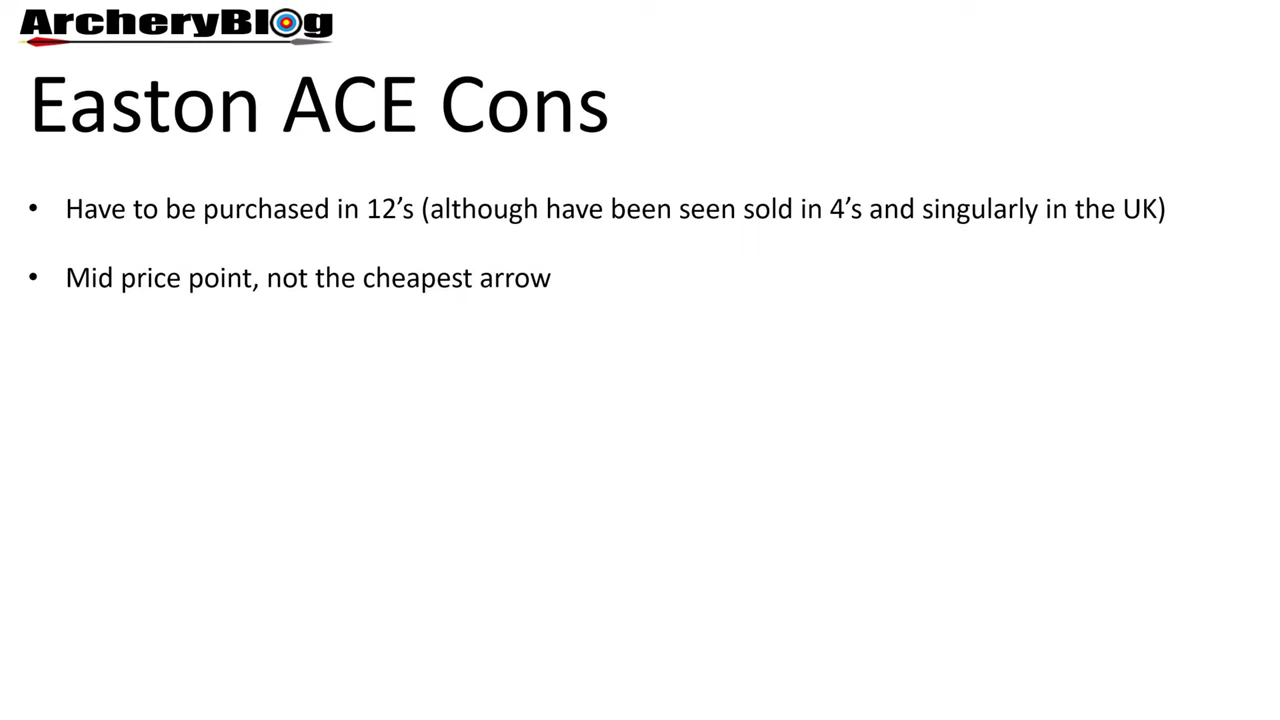 ArcheryBlog
Easton ACE Cons
• Have to be purchased in 12’s (although have been seen sold in 4’s and singularly in the UK)
• Mid price point, not the cheapest arrow